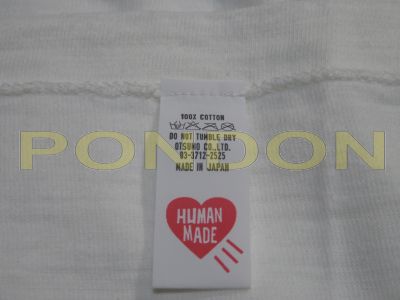 100% COTTON
DO NOT TUMBLE DRY
OTSUMO CO.,LTD.
03-3712-2525
MADE IN JAPAN
PONDON
HUMAN
MADE